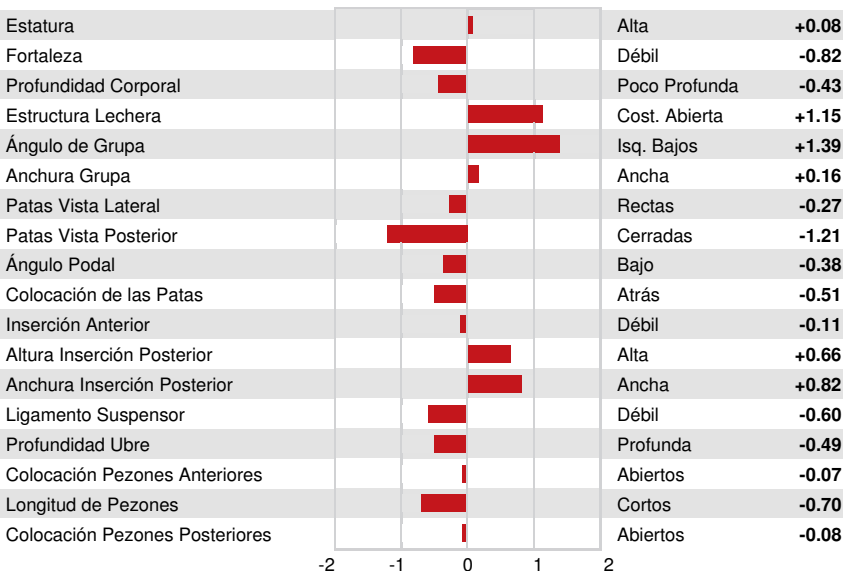 Estatura Alta +0.08
Fortaleza Débil -0.82
Profundidad Corporal Poco Profunda -0.43
Estructura Lechera Cost. Abierta +1.15
Ángulo de Grupa Isq. Bajos +1.39
Anchura Grupa Ancha +0.16
Patas Vista Lateral Rectas -0.27
Patas Vista Posterior Cerradas -1.21
Ángulo Podal Bajo -0.38
Colocación de las Patas Atrás -0.51
Inserción Anterior Débil -0.11
Altura Inserción Posterior Alta +0.66
Anchura Inserción Posterior Ancha +0.82
Ligamento Suspensor Débil -0.60
Profundidad Ubre Profunda -0.49
Colocación Pezones Anteriores Abiertos -0.07
Longitud de Pezones Cortos -0.70
Colocación Pezones Posteriores Abiertos -0.08
-2 -1 0 1 2